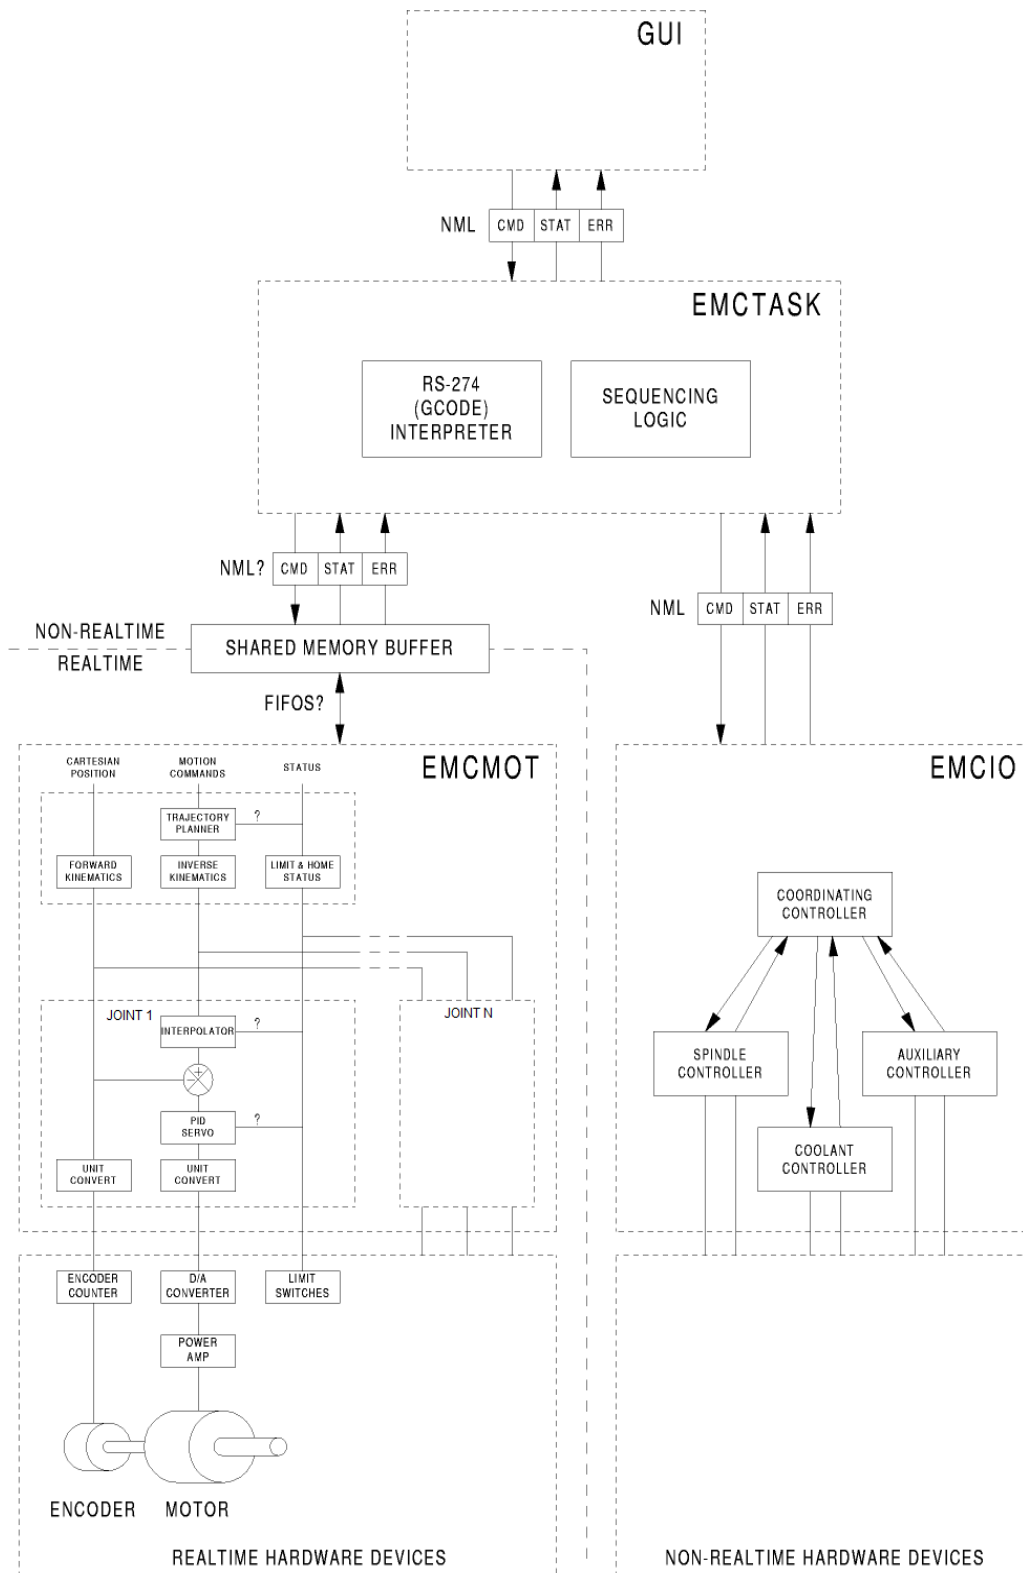 GUI
NML
CMD
STAT
ERR
EMCTASK
RS-274
(GCODE)
INTERPRETER
SEQUENCING
LOGIC
NML?
CMD
STAT
ERR
NML
CMD
STAT
ERR
NON-REALTIME
REALTIME
SHARED MEMORY BUFFER
FIFOS?
EMCMOT
CARTESIAN
POSITION
MOTION
COMMANDS
STATUS
TRAJECTORY
PLANNER
?
FORWARD
KINEMATICS
INVERSE
KINEMATICS
LIMIT & HOME
STATUS
JOINT 1
INTERPOLATOR
?
+
-
PID
SERVO
?
UNIT
CONVERT
UNIT
CONVERT
JOINT N
EMCIO
COORDINATING
CONTROLLER
SPINDLE
CONTROLLER
AUXILIARY
CONTROLLER
COOLANT
CONTROLLER
ENCODER
COUNTER
D/A
CONVERTER
LIMIT
SWITCHES
POWER
AMP
ENCODER
MOTOR
REALTIME HARDWARE DEVICES
NON-REALTIME HARDWARE DEVICES